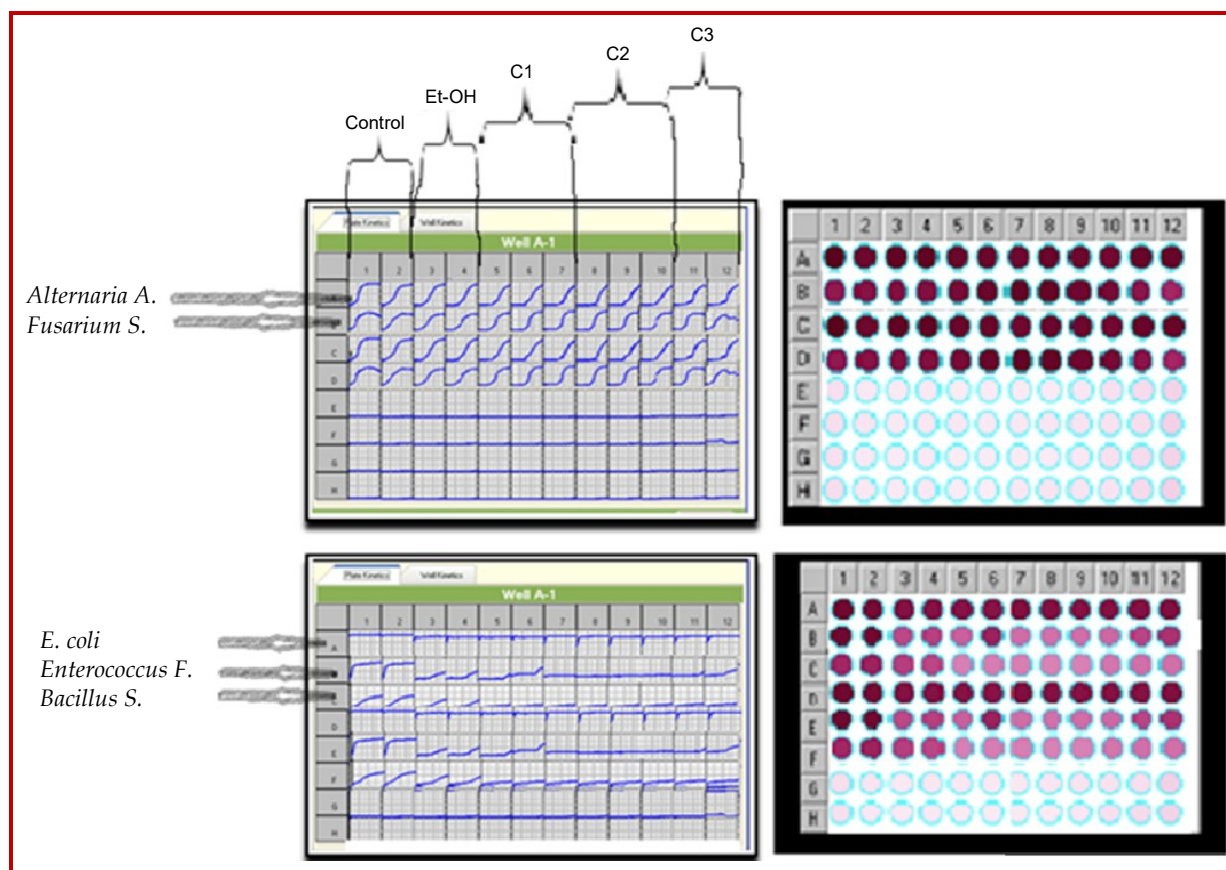 C3
C2
C1
Et-OH
Control
Plate Kinetics Well Kinetics
Well A-1
1 2 3 4 5 6 7 8 9 10 11 12
C
D
E
F
G
H
Alternaria A.
Fusarium S.
1 2 3 4 5 6 7 8 9 10 11 12
A
B
C
D
E
F
G
H
Plate Kinetics Well Kinetics
Well A-1
1 2 3 4 5 6 7 8 9 10 11 12
A
C
D
E
F
G
H
E. coli
Enterococcus F.
Bacillus S.
1 2 3 4 5 6 7 8 9 10 11 12
A
B
C
D
E
F
G
H